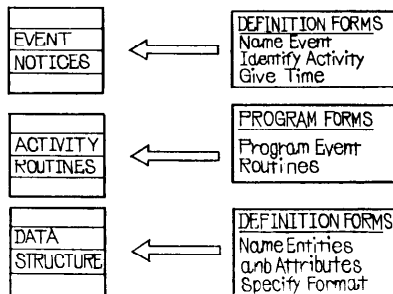 EVENT
NOTICES
DEFINITION FORMS
Name Event
Identify Activity
Give Time
ACTIVITY
ROUTINES
PROGRAM FORMS
Program Event
Routines
DATA
STRUCTURE
DEFINITION FORMS
Name Entities
anb Attributes
Specify Format